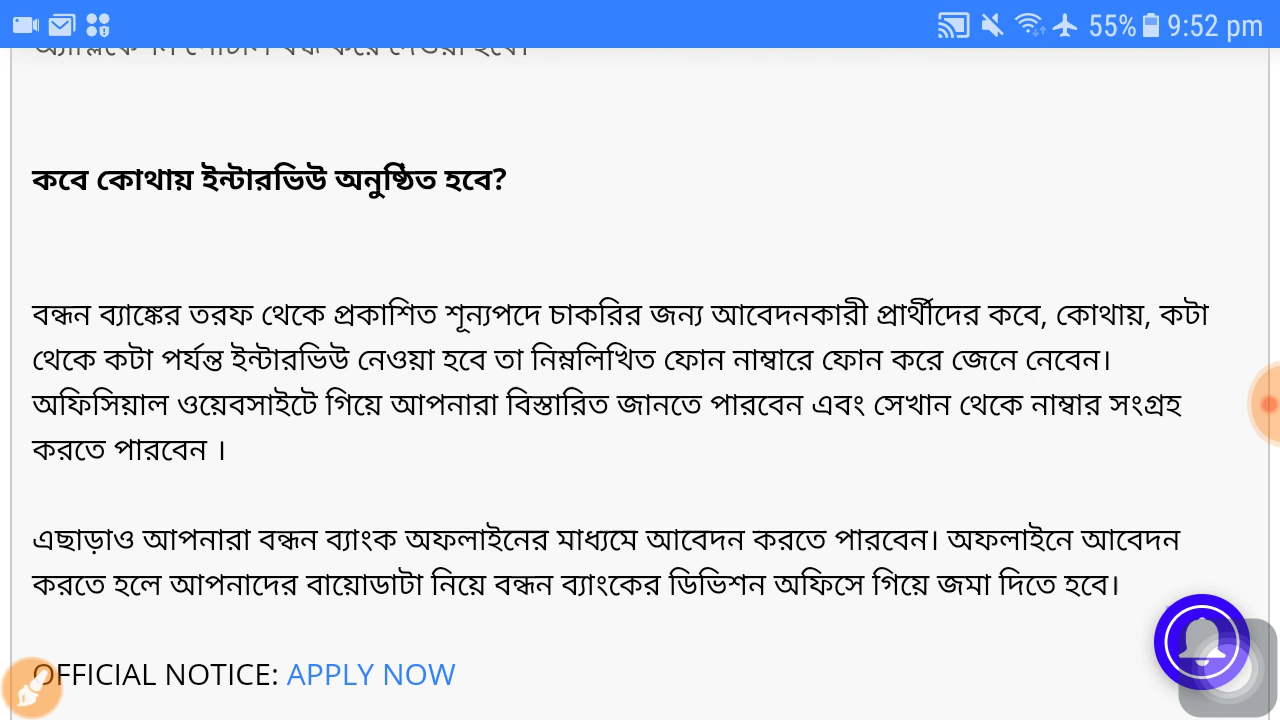 55% 9:52 pm
কবে কোথায় ইন্টারভিউ অনুষ্ঠিত হবে?
বন্ধন ব্যাঙ্কের তরফ থেকে প্রকাশিত শূন্যপদে চাকরির জন্য আবেদনকারী প্রার্থীদের কবে, কোথায়, কটা
থেকে কটা পর্যন্ত ইন্টারভিউ নেওয়া হবে তা নিম্নলিখিত ফোন নাম্বারে ফোন করে জেনে নেবেন।
অফিসিয়াল ওয়েবসাইটে গিয়ে আপনারা বিস্তারিত জানতে পারবেন এবং সেখান থেকে নাম্বার সংগ্রহ
করতে পারবেন ।
এছাড়াও আপনারা বন্ধন ব্যাংক অফলাইনের মাধ্যমে আবেদন করতে পারবেন। অফলাইনে আবেদন
করতে হলে আপনাদের বায়োডাটা নিয়ে বন্ধন ব্যাংকের ডিভিশন অফিসে গিয়ে জমা দিতে হবে।
OFFICIAL NOTICE: APPLY NOW